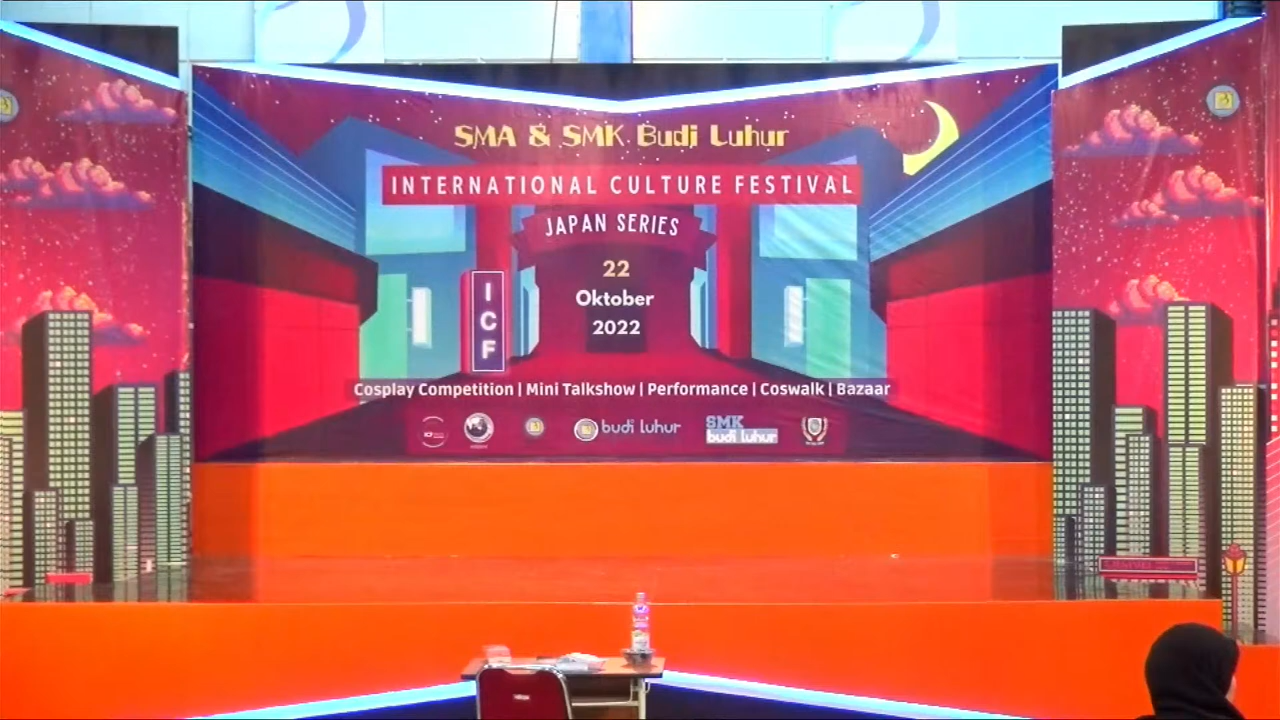 SMA & SMK Budi Luhur
INTERNATIONAL CULTURE FESTIVAL
JAPAN SERIES
22
Oktober
2022
ICF
Cosplay Competition | Mini Talkshow | Performance | Coswalk | Bazaar
budi luhur
SMK
budi luhur